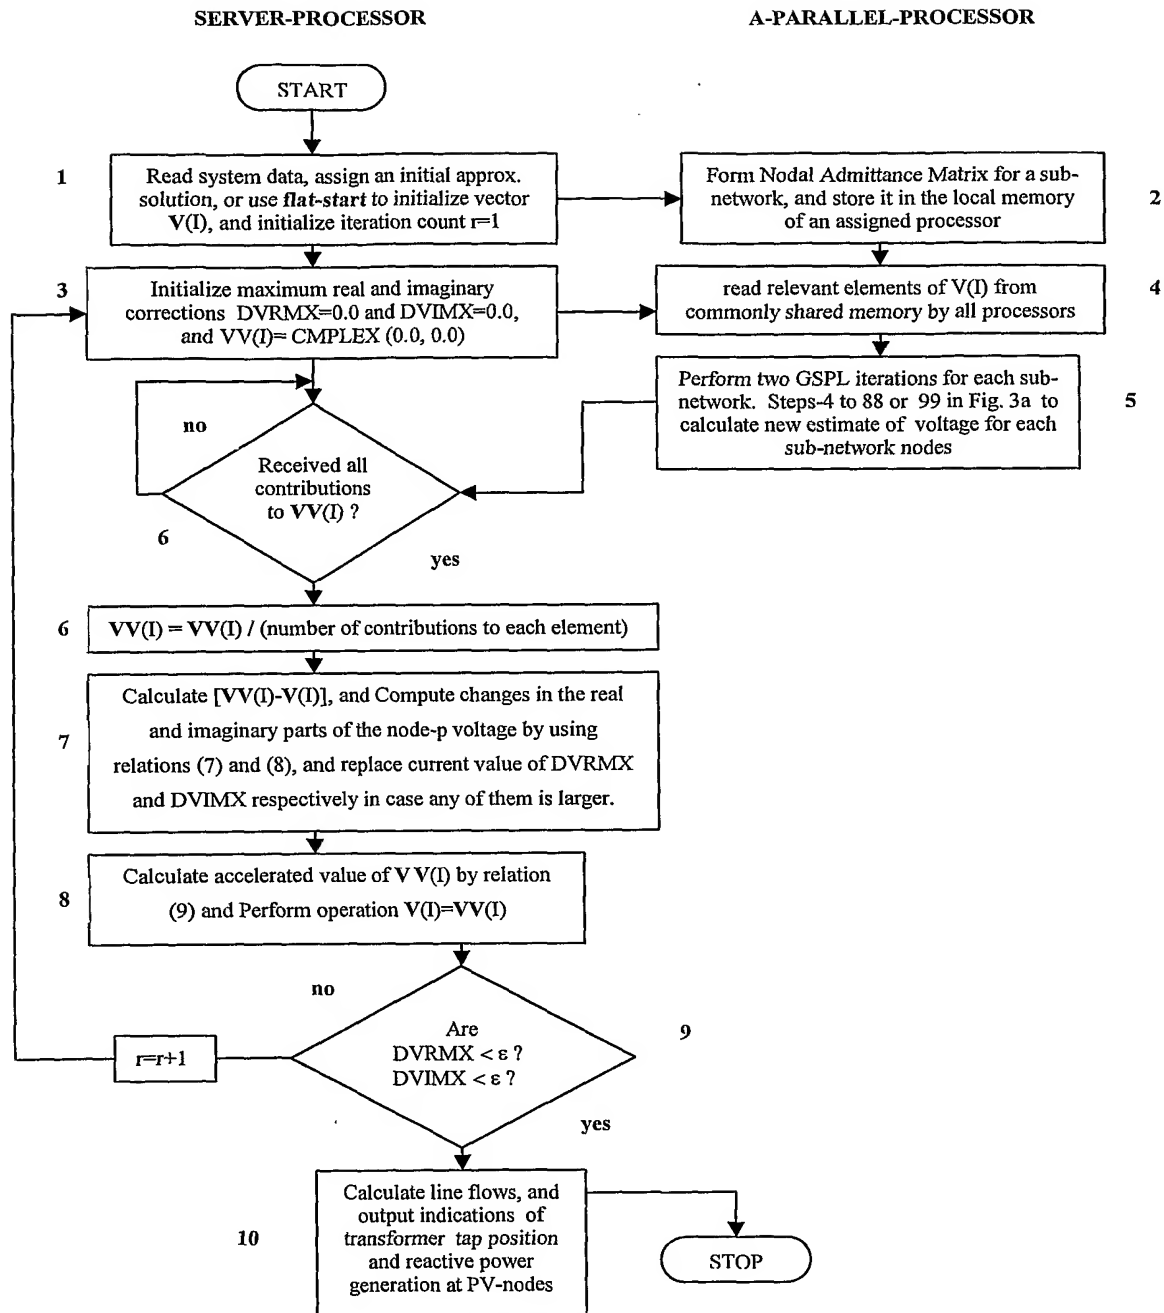 SERVER-PROCESSOR
A-PARALLEL-PROCESSOR
START
1
Read system data, assign an initial approx.
solution, or use flat-start to initialize vector
V(I), and initialize iteration count r=1
Form Nodal Admittance Matrix for a sub-
network, and store it in the local memory
of an assigned processor
2
3
Initialize maximum real and imaginary
corrections DVRMX=0.0 and DVIMX=0.0,
and VV(I)= CMPLEX (0.0, 0.0)
read relevant elements of V(I) from
commonly shared memory by all processors
4
Perform two GSPL iterations for each sub-
network. Steps-4 to 88 or 99 in Fig. 3a to
calculate new estimate of voltage for each
sub-network nodes
5
no
Received all
contributions
to VV(I) ?
6
yes
6
VV(I) = VV(I) / (number of contributions to each element)
7
Calculate [VV(I)-V(I)], and Compute changes in the real
and imaginary parts of the node-p voltage by using
relations (7) and (8), and replace current value of DVRMX
and DVIMX respectively in case any of them is larger.
8
Calculate accelerated value of V V(I) by relation
(9) and Perform operation V(I)=VV(I)
no
Are
DVRMX < ε ?
DVIMX < ε ?
9
r=r+1
yes
10
Calculate line flows, and
output indications of
transformer tap position
and reactive power
generation at PV-nodes
STOP